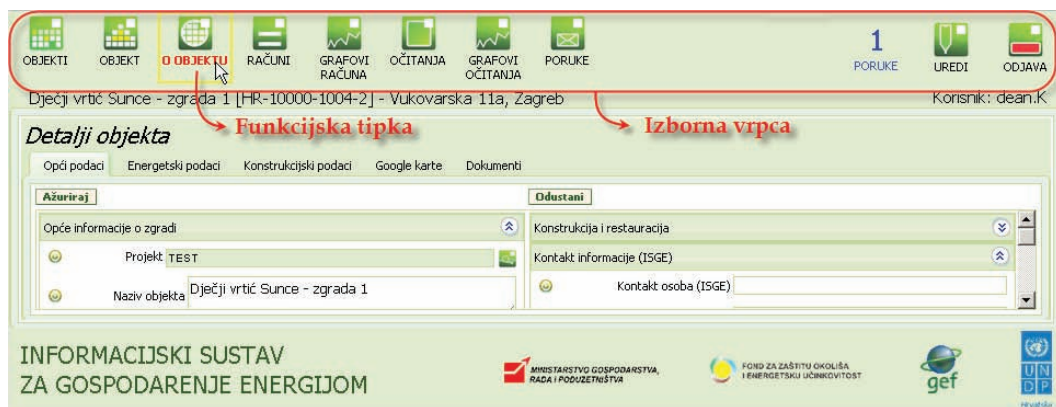 OBJEKTI
OBJEKT
O OBJEKTU
RAČUNI
GRAFOVI
RAČUNA
OČITANJA
GRAFOVI
OČITANJA
PORUKE
1
PORUKE
UREDI
ODJAVA
Dječji vrtić Sunce - zgrada 1 [HR-10000-1004-2] - Vukovarska 11a, Zagreb
Korisnik: dean.K
Funkcijska tipka
Izborna vrpca
Detalji objekta
Opći podaci
Energetski podaci
Konstrukcijski podaci
Google karte
Dokumenti
Ažuriraj
Odustani
Opće informacije o zgradi
Konstrukcija i restauracija
Projekt TEST
Kontakt informacije (ISGE)
Naziv objekta Dječji vrtić Sunce - zgrada 1
Kontakt osoba (ISGE)
INFORMACIJSKI SUSTAV
ZA GOSPODARENJE ENERGIJOM
MINISTARSTVO GOSPODARSTVA,
RADA I PODUZETNIŠTVA
FOND ZA ZAŠTITU OKOLIŠA
I ENERGETSKU UČINKOVITOST
gef
UN
DP
Hrvatska